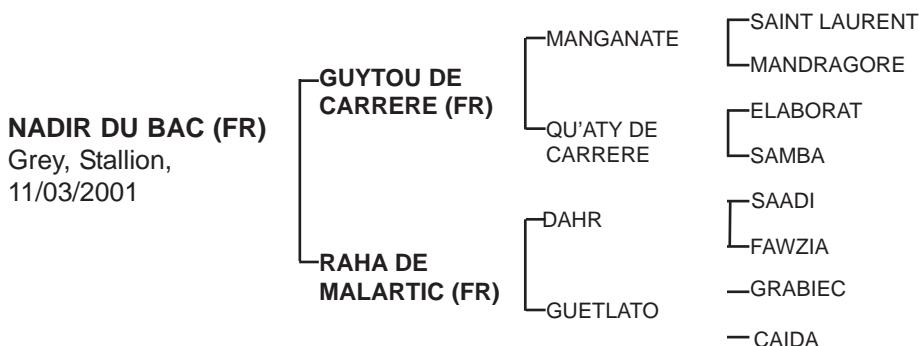 NADIR DU BAC (FR)
Grey, Stallion,
11/03/2001
GUYTOU DE
CARRERE (FR)
RAHA DE
MALARTIC (FR)
MANGANATE
QU'ATY DE
CARRERE
DAHR
GUETLATO
SAINT LAURENT
MANDRAGORE
ELABORAT
SAMBA
SAADI
FAWZIA
GRABIEC
CAIDA